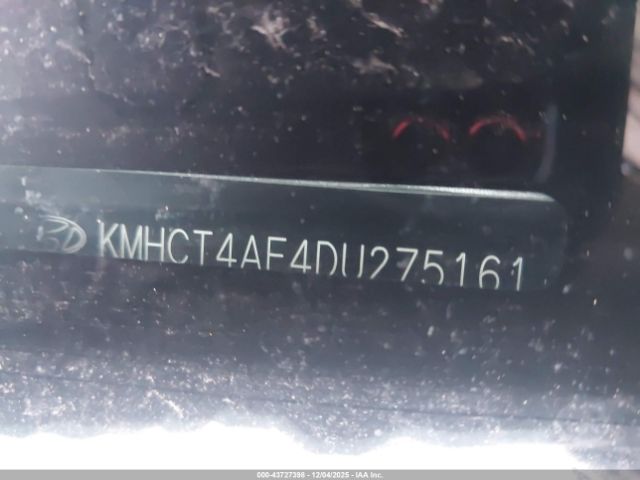 KMHCT4AE4DU275161
000-43727398 - 12/04/2025 - IAA Inc.